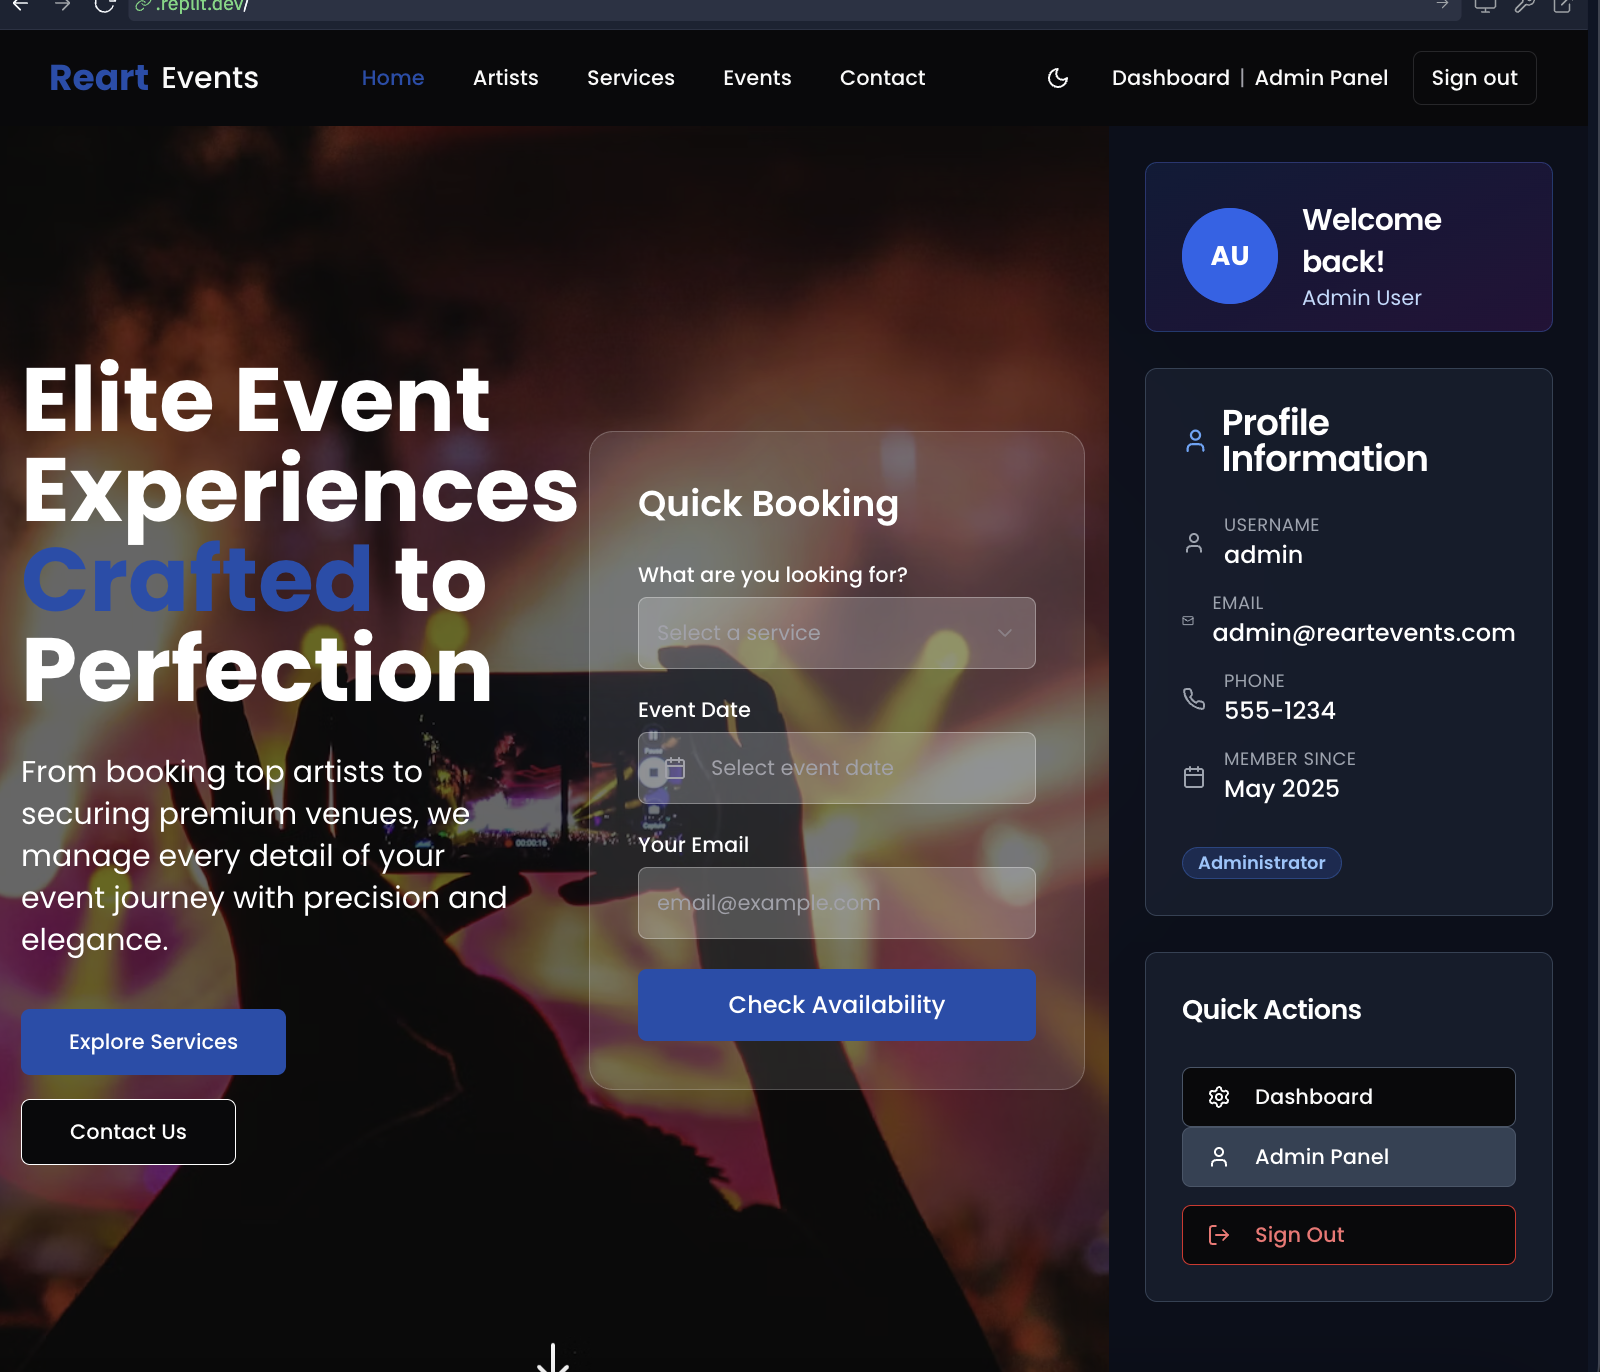 .replit.dev/
Reart Events
Home
Artists
Services
Events
Contact
Dashboard | Admin Panel
Sign out
Elite Event
Experiences
Crafted to
Perfection
From booking top artists to
securing premium venues, we
manage every detail of your
event journey with precision and
elegance.
Explore Services
Contact Us
Quick Booking
What are you looking for?
Select a service
Event Date
Select event date
Your Email
email@example.com
Check Availability
00:00:16
AU
Welcome
back!
Admin User
Profile
Information
USERNAME
admin
EMAIL
admin@reartevents.com
PHONE
555-1234
MEMBER SINCE
May 2025
Administrator
Quick Actions
Dashboard
Admin Panel
Sign Out